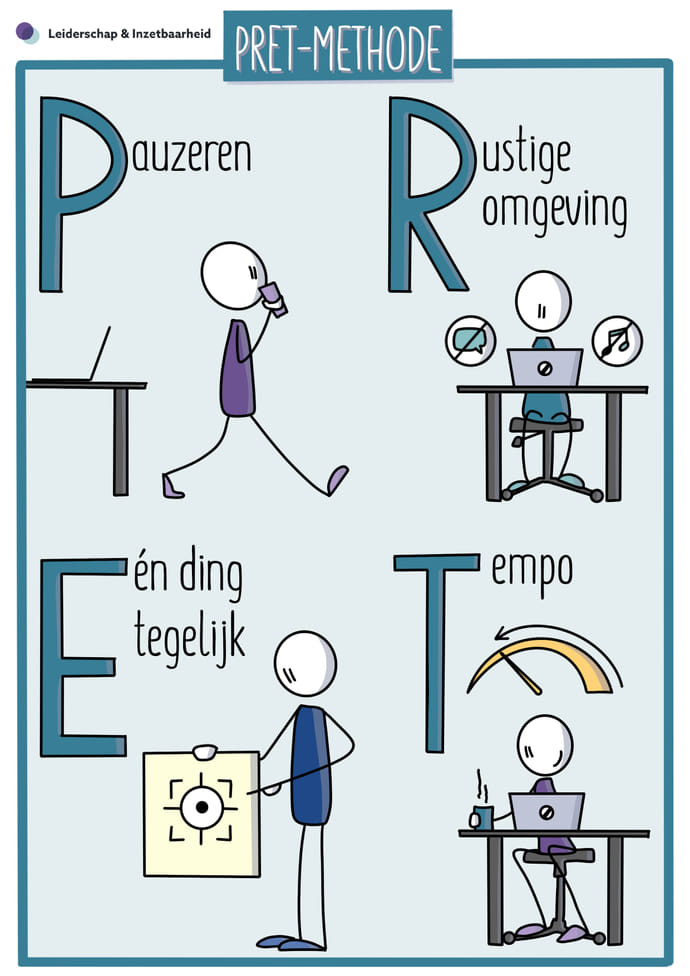 Leiderschap & Inzetbaarheid
PRET-METHODE
Pauzeren
Rustige
omgeving
Eén ding
tegelijk
Tempo